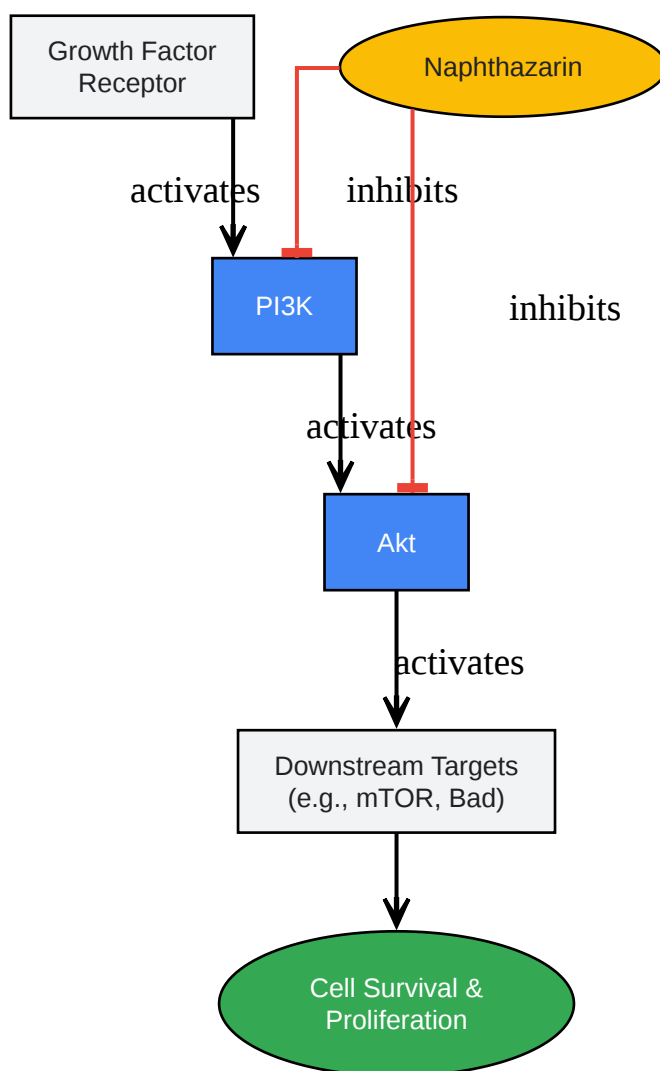 Growth Factor
Receptor
Naphthazarin
activates
inhibits
PI3K
inhibits
activates
Akt
activates
Downstream Targets
(e.g., mTOR, Bad)
Cell Survival &
Proliferation